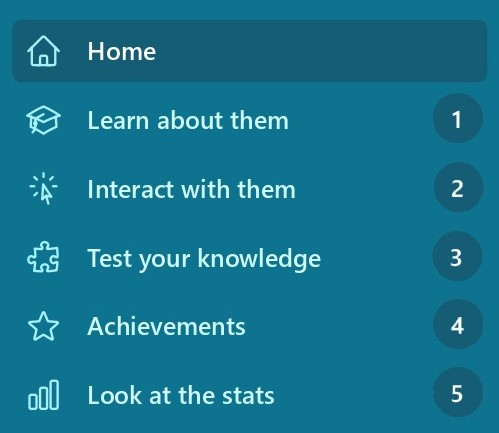 Home
Learn about them 1
Interact with them 2
Test your knowledge 3
Achievements 4
Look at the stats 5